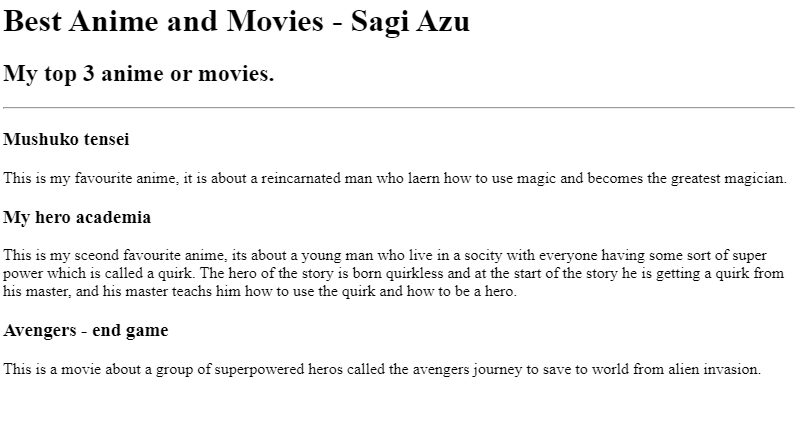 Best Anime and Movies - Sagi Azu
My top 3 anime or movies.
Mushuko tensei
This is my favourite anime, it is about a reincarnated man who laern how to use magic and becomes the greatest magician.
My hero academia
This is my sceond favourite anime, its about a young man who live in a socity with everyone having some sort of super
power which is called a quirk. The hero of the story is born quirkless and at the start of the story he is getting a quirk from
his master, and his master teachs him how to use the quirk and how to be a hero.
Avengers - end game
This is a movie about a group of superpowered heros called the avengers journey to save to world from alien invasion.